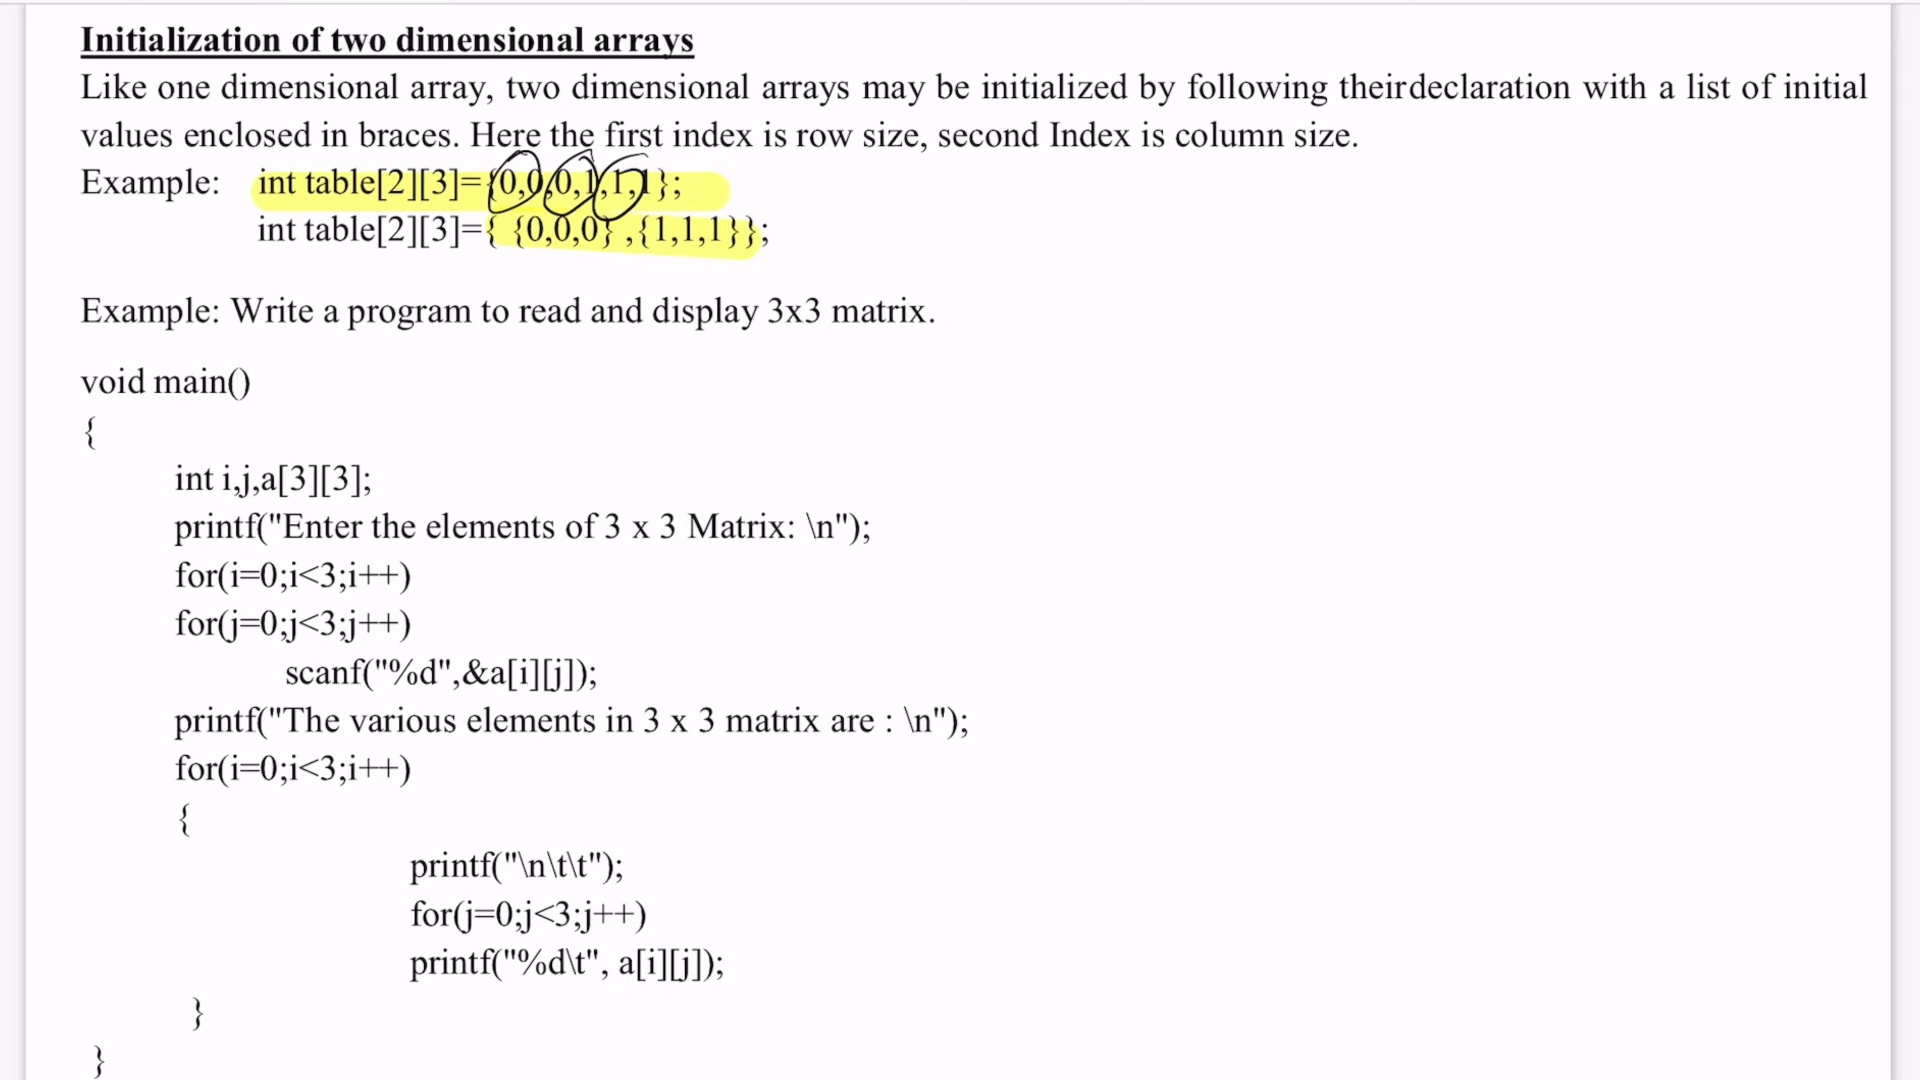 Initialization of two dimensional arrays
Like one dimensional array, two dimensional arrays may be initialized by following theirdeclaration with a list of initial
values enclosed in braces. Here the first index is row size, second Index is column size.
Example: int table[2][3]={0,0,0,1,1,1};
int table[2][3]={ {0,0,0} ,{1,1,1}};
Example: Write a program to read and display 3x3 matrix.
void main()
{
int i,j,a[3][3];
printf("Enter the elements of 3 x 3 Matrix: \n");
for(i=0;i<3;i++)
for(j=0;j<3;j++)
scanf("%d",&a[i][j]);
printf("The various elements in 3 x 3 matrix are : \n");
for(i=0;i<3;i++)
{
printf("\n\t\t");
for(j=0;j<3;j++)
printf("%d\t", a[i][j]);
}
}